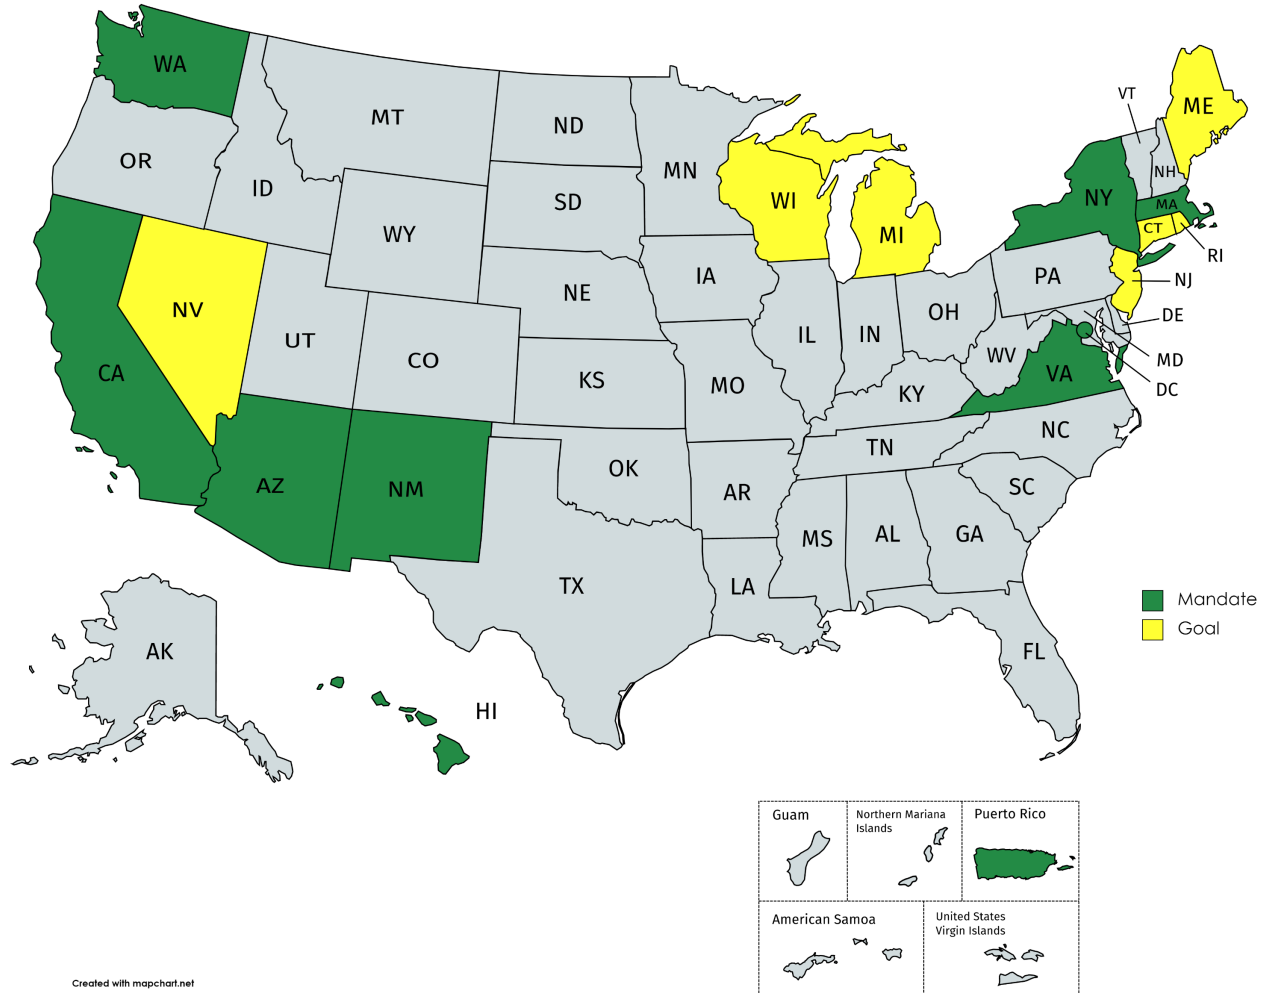 WA
MT
ND
MN
VT
ME
OR
ID
SD
WI
NH
NY
MA
WY
MI
CT
RI
IA
PA
NJ
NV
NE
OH
DE
UT
IL
IN
CO
WV
MD
CA
KS
MO
KY
VA
DC
TN
NC
AZ
NM
OK
AR
SC
MS
AL
GA
TX
LA
Mandate
Goal
AK
FL
HI
Guam
Northern Mariana
Islands
Puerto Rico
American Samoa
United States
Virgin Islands
Created with mapchart.net